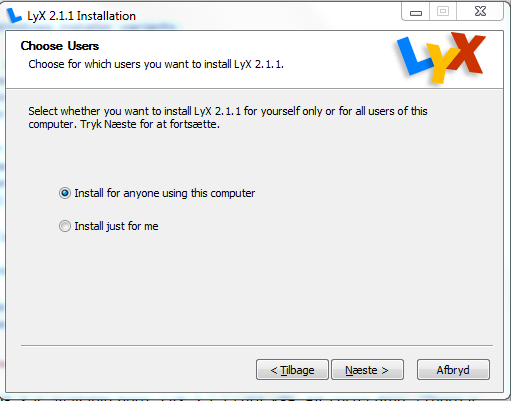 LyX 2.1.1 Installation
Choose Users
Choose for which users you want to install LyX 2.1.1.
LyX
Select whether you want to install LyX 2.1.1 for yourself only or for all users of this
computer. Tryk Næste for at fortsætte.
Install for anyone using this computer
Install just for me
< Tilbage
Næste >
Afbryd